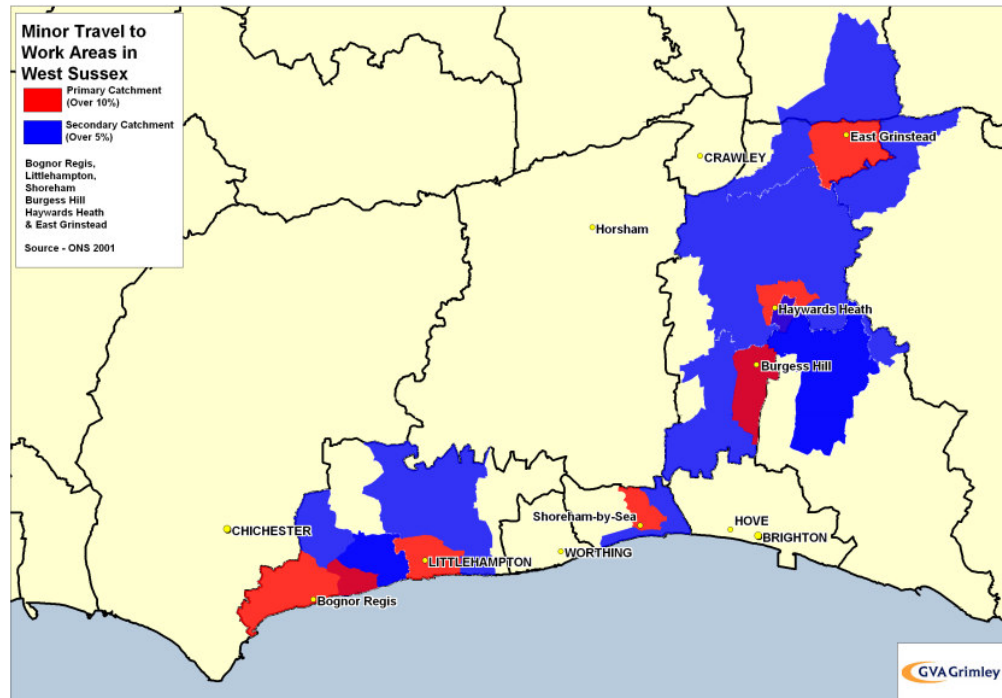 Minor Travel to
Work Areas in
West Sussex
Primary Catchment
(Over 10%)
Secondary Catchment
(Over 5%)
Bognor Regis,
Littlehampton,
Shoreham
Burgess Hill
Haywards Heath
& East Grinstead
Source - ONS 2001
East Grinstead
CRAWLEY
Horsham
Haywards Heath
Burgess Hill
Shoreham-by-Sea
HOVE
CHICHESTER
BRIGHTON
WORTHING
LITTLEHAMPTON
Bognor Regis
GVAGrimley